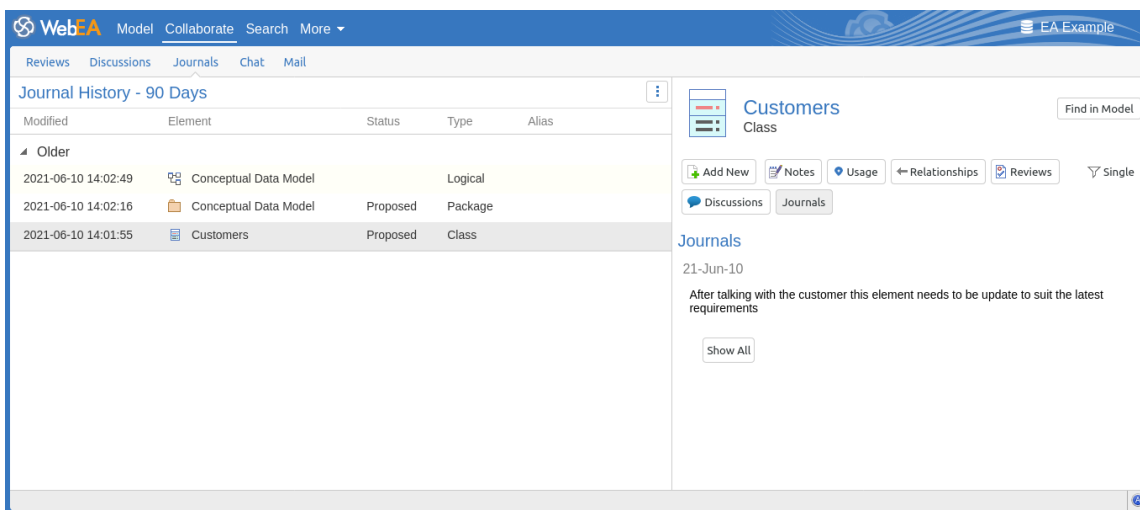 WebEA Model Collaborate Search More EA Example
Reviews Discussions Journals Chat Mail
Journal History - 90 Days
Modified Element Status Type Alias
Older
2021-06-10 14:02:49 Conceptual Data Model Logical
2021-06-10 14:02:16 Conceptual Data Model Proposed Package
2021-06-10 14:01:55 Customers Proposed Class
Customers
Class
Find in Model
Add New Notes Usage Relationships Reviews Single
Discussions Journals
Journals
21-Jun-10
After talking with the customer this element needs to be update to suit the latest
requirements
Show All